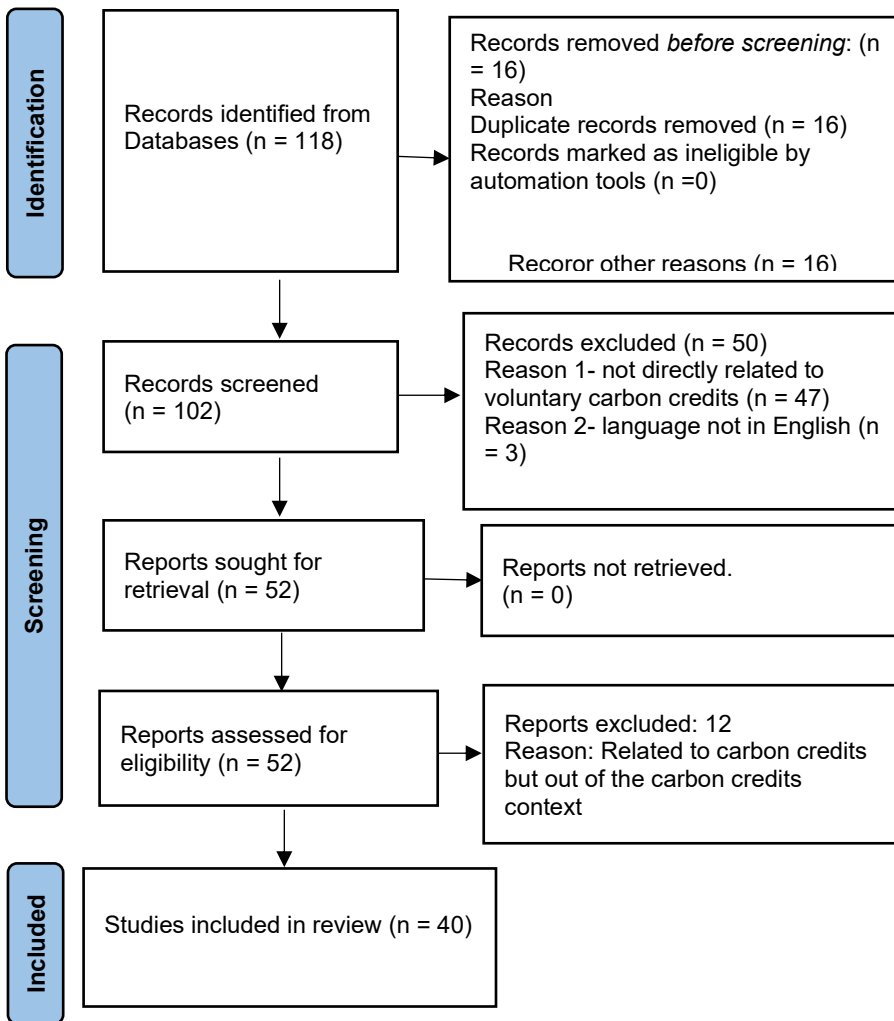 Identification
Records identified from
Databases (n = 118)
Records removed before screening: (n
= 16)
Reason
Duplicate records removed (n = 16)
Records marked as ineligible by
automation tools (n =0)
Recoror other reasons (n = 16)
Screening
Records screened
(n = 102)
Records excluded (n = 50)
Reason 1- not directly related to
voluntary carbon credits (n = 47)
Reason 2- language not in English (n
= 3)
Reports sought for
retrieval (n = 52)
Reports not retrieved.
(n = 0)
Reports assessed for
eligibility (n = 52)
Reports excluded: 12
Reason: Related to carbon credits
but out of the carbon credits
context
Included
Studies included in review (n = 40)